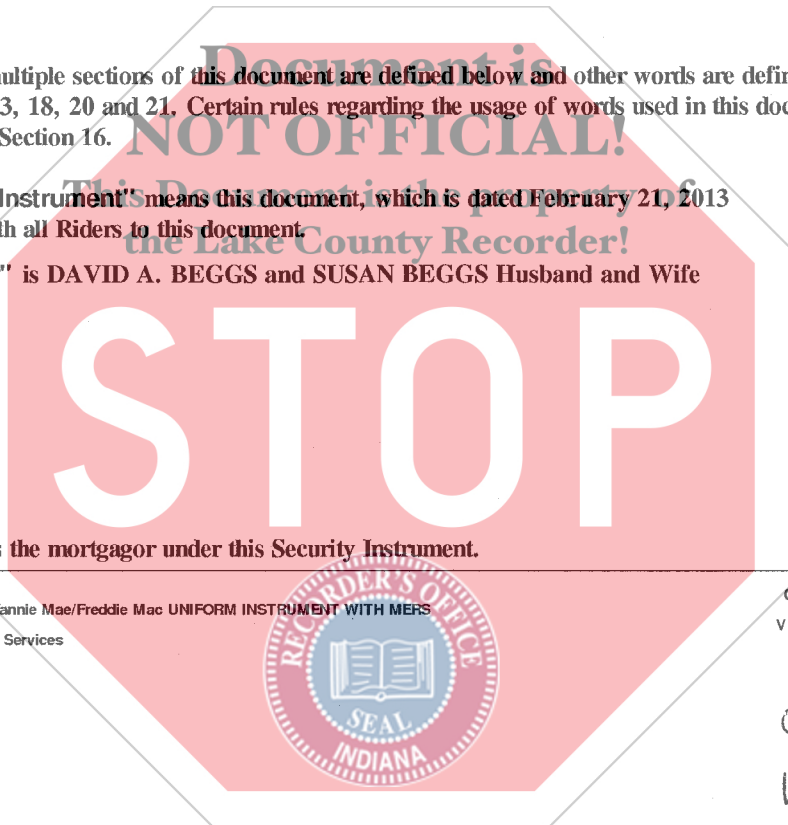 Document is
ultiple sections of this document are defined below and other words are defin
3, 18, 20 and 21. Certain rules regarding the usage of words used in this doc
NOT OFFICIAL!
Section 16.
Instrument" means this document, which is dated February 21, 2013
This Document is the property of
th all Riders to this document.
the Lake County Recorder!
" is DAVID A. BEGGS and SUSAN BEGGS Husband and Wife
STOP
s the mortgagor under this Security Instrument.
annie Mae/Freddie Mac UNIFORM INSTRUMENT WITH MERS
Services
V
RECORDER'S OFFICE
SEAL
INDIANA